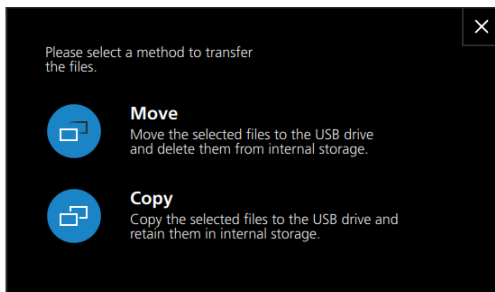 Please select a method to transfer
the files.
Move
Move the selected files to the USB drive
and delete them from internal storage.
Copy
Copy the selected files to the USB drive and
retain them in internal storage.